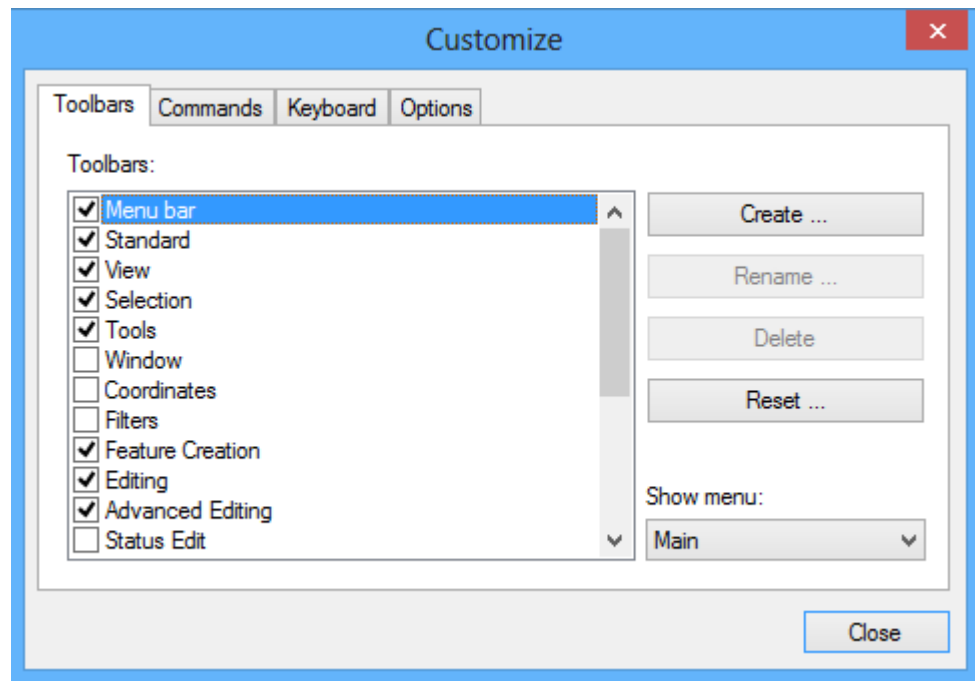 Customize
Toolbars Commands Keyboard Options
Toolbars:
Menu bar
Standard
View
Selection
Tools
Window
Coordinates
Filters
Feature Creation
Editing
Advanced Editing
Status Edit
Create ...
Rename ...
Delete
Reset ...
Show menu:
Main
Close